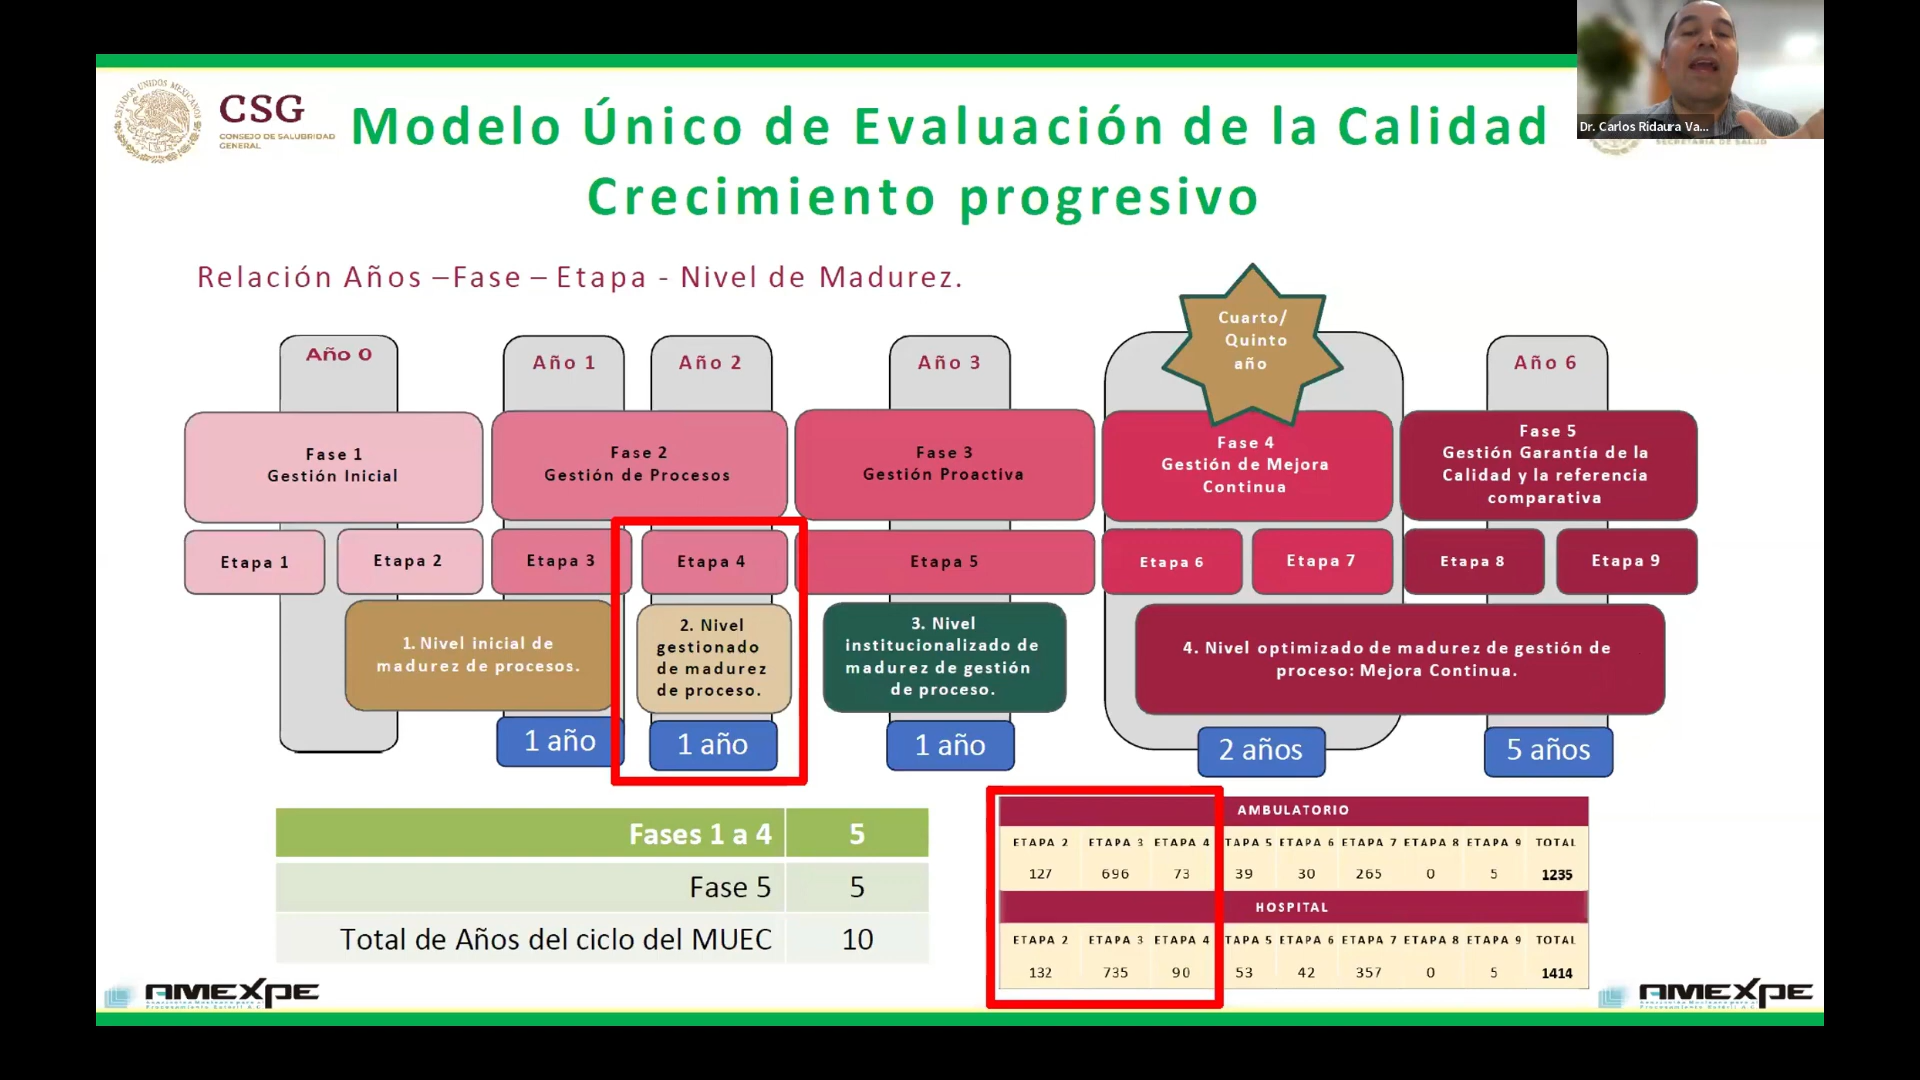 Dr. Carlos Ridaura Va...
CSG
CONSEJO DE SALUBRIDAD
GENERAL
ESTADOS UNIDOS MEXICANOS
Modelo Único de Evaluación de la Calidad
Crecimiento progresivo
SECRETARÍA DE SALUD
Relación Años –Fase – Etapa - Nivel de Madurez.
Cuarto/
Quinto
año
Año 0
Año 1
Año 2
Año 3
Año 6
Fase 1
Gestión Inicial
Fase 2
Gestión de Procesos
Fase 3
Gestión Proactiva
Fase 4
Gestión de Mejora
Continua
Fase 5
Gestión Garantía de la
Calidad y la referencia
comparativa
Etapa 1
Etapa 2
Etapa 3
Etapa 4
Etapa 5
Etapa 6
Etapa 7
Etapa 8
Etapa 9
1. Nivel inicial de
madurez de procesos.
2. Nivel
gestionado
de madurez
de proceso.
3. Nivel
institucionalizado de
madurez de gestión
de proceso.
4. Nivel optimizado de madurez de gestión de
proceso: Mejora Continua.
1 año
1 año
1 año
2 años
5 años
Fases 1 a 4 5
Fase 5 5
Total de Años del ciclo del MUEC 10
AMBULATORIO
ETAPA 2 ETAPA 3 ETAPA 4 TAPA 5 ETAPA 6 ETAPA 7 ETAPA 8 ETAPA 9 TOTAL
127 696 73 39 30 265 0 5 1235
HOSPITAL
ETAPA 2 ETAPA 3 ETAPA 4 TAPA 5 ETAPA 6 ETAPA 7 ETAPA 8 ETAPA 9 TOTAL
132 735 90 53 42 357 0 5 1414
AMEXPE
AMEXPE